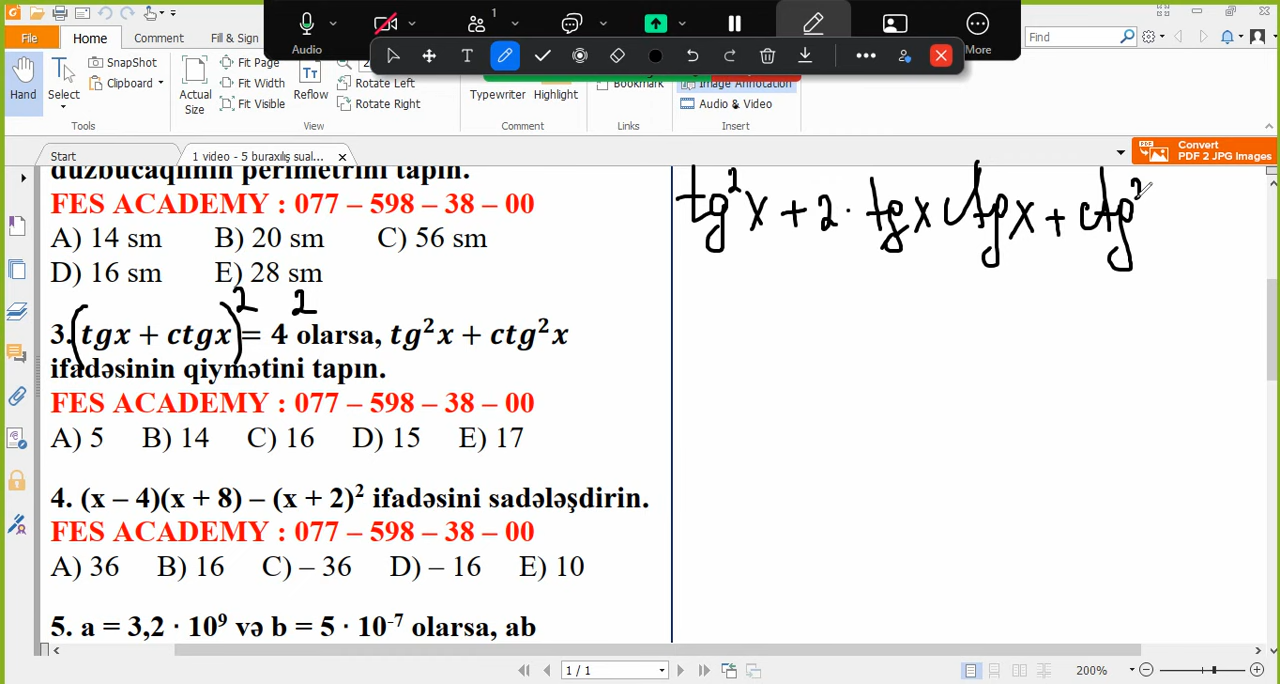 Audio
1
More
File
Home
Comment
Fill & Sign
Find
Hand
Select
SnapShot
Clipboard
Actual Size
Fit Page
Fit Width
Fit Visible
Reflow
Rotate Left
Rotate Right
Typewriter
Highlight
Bookmark
Image Annotation
Audio & Video
Tools
View
Comment
Links
Insert
Start
1 video - 5 buraxılış sual...
Convert
PDF 2 JPG Images
düzbucaqlının perimetrini tapın.
FES ACADEMY : 077 – 598 – 38 – 00
A) 14 sm B) 20 sm C) 56 sm
D) 16 sm E) 28 sm
3. (tgx + ctgx)² = 4² olarsa, tg²x + ctg²x
ifadəsinin qiymətini tapın.
FES ACADEMY : 077 – 598 – 38 – 00
A) 5 B) 14 C) 16 D) 15 E) 17
4. (x – 4)(x + 8) – (x + 2)² ifadəsini sadələşdirin.
FES ACADEMY : 077 – 598 – 38 – 00
A) 36 B) 16 C) – 36 D) – 16 E) 10
5. a = 3,2 · 10⁹ və b = 5 · 10⁻⁷ olarsa, ab
tg²x + 2 · tgx ctgx + ctg²
1 / 1
200%